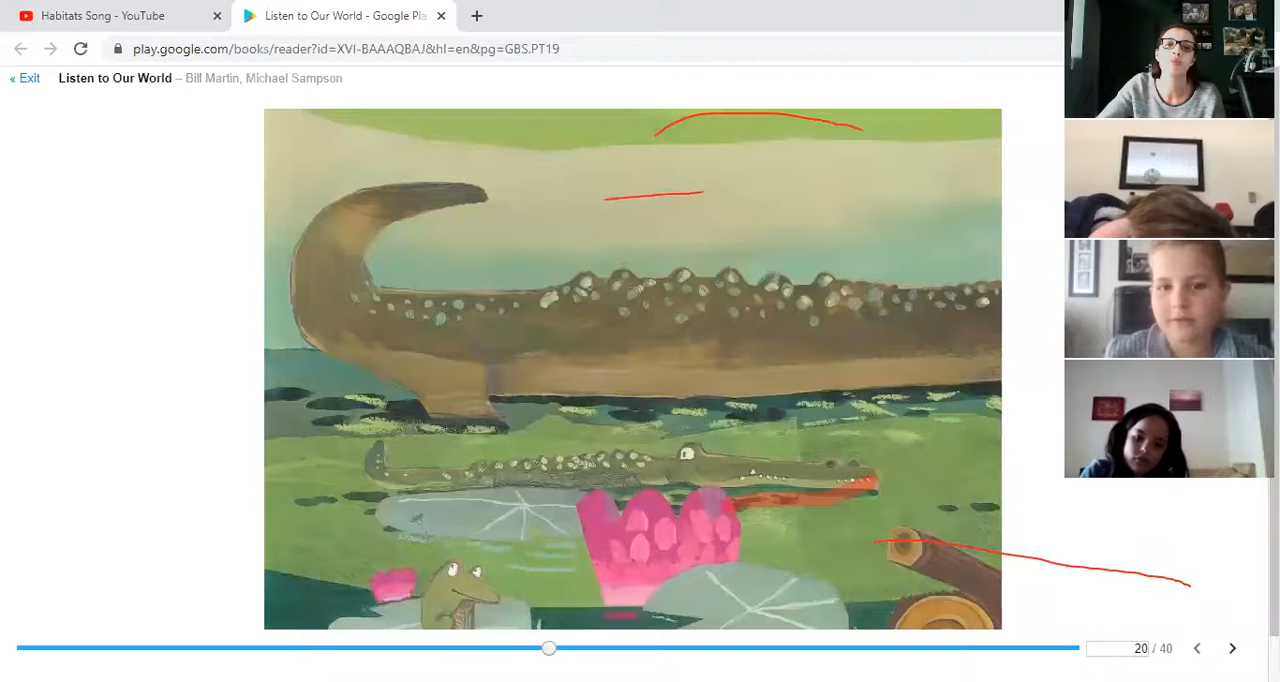 Habitats Song - YouTube
Listen to Our World - Google Pla
play.google.com/books/reader?id=XVI-BAAAQBAJ&hl=en&pg=GBS.PT19
« Exit Listen to Our World – Bill Martin, Michael Sampson
20 / 40